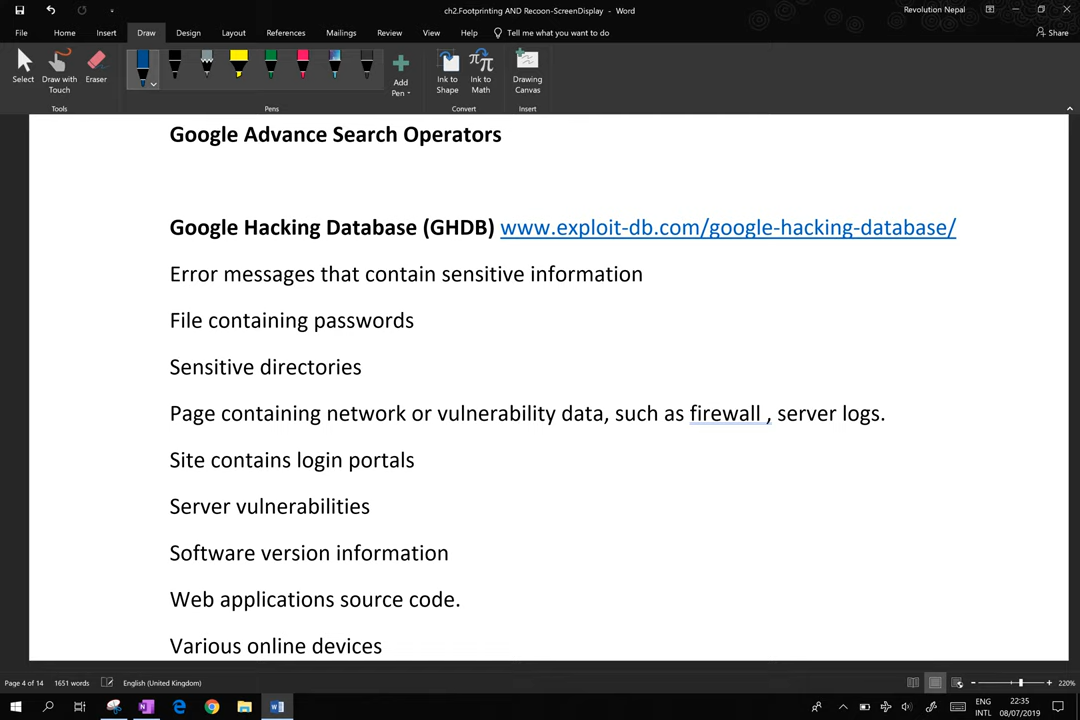 ch2.Footprinting AND Recoon-ScreenDisplay - Word
Revolution Nepal
File Home Insert Draw Design Layout References Mailings Review View Help Tell me what you want to do
Share
Select
Draw with Touch
Eraser
Tools
Pens
Add Pen
Ink to Shape
Ink to Math
Convert
Drawing Canvas
Insert
Google Advance Search Operators
Google Hacking Database (GHDB) www.exploit-db.com/google-hacking-database/
Error messages that contain sensitive information
File containing passwords
Sensitive directories
Page containing network or vulnerability data, such as firewall , server logs.
Site contains login portals
Server vulnerabilities
Software version information
Web applications source code.
Various online devices
Page 4 of 14 1651 words English (United Kingdom) 220%
ENG 22:35
INTL 08/07/2019